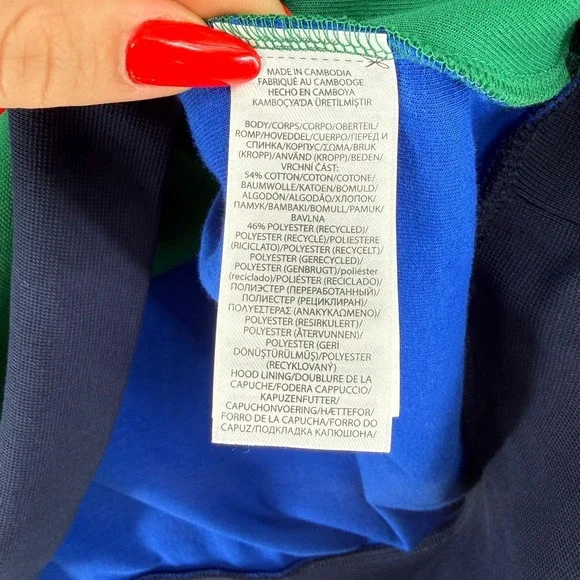 MADE IN CAMBODIA
FABRIQUÉ AU CAMBODGE
HECHO EN CAMBOYA
KAMBOÇYA'DA ÜRETİLMİŞTİR
BODY/CORPS/CORPO/OBERTEIL/
ROMP/HOVEDDEL/CUERPO/ПЕРЕД И
СПИНКА/КОРПУС/ΣΩΜΑ/BRUK
(KROPP)/ANVÄND (KROPP)/BEDEN/
VRCHNÍ ČÁST:
54% COTTON/COTON/COTONE/
BAUMWOLLE/KATOEN/BOMULD/
ALGODÓN/ALGODÃO/ХЛОПОК/
ПАМУК/ΒΑΜΒΑΚΙ/BOMULL/PAMUK/
BAVLNA
46% POLYESTER (RECYCLED)/
POLYESTER (RECYCLÉ)/POLIESTERE
(RICICLATO)/POLYESTER (RECYCELT)/
POLYESTER (GERECYCLED)/
POLYESTER (GENBRUGT)/poliéster
(reciclado)/POLIÉSTER (RECICLADO)/
ПОЛИЭСТЕР (ПЕРЕРАБОТАННЫЙ)/
ПОЛИЕСТЕР (РЕЦИКЛИРАН)/
ΠΟΛΥΕΣΤΕΡΑΣ (ΑΝΑΚΥΚΛΩΜΕΝΟ)/
POLYESTER (RESIRKULERT)/
POLYESTER (ÅTERVUNNEN)/
POLYESTER (GERİ
DÖNÜŞTÜRÜLMÜŞ)/POLYESTER
(RECYKLOVANÝ)
HOOD LINING/DOUBLURE DE LA
CAPUCHE/FODERA CAPPUCCIO/
KAPUZENFUTTER/
CAPUCHONVOERING/HÆTTEFOR/
FORRO DE LA CAPUCHA/FORRO DO
CAPUZ/ПОДКЛАДКА КАПЮШОНА/